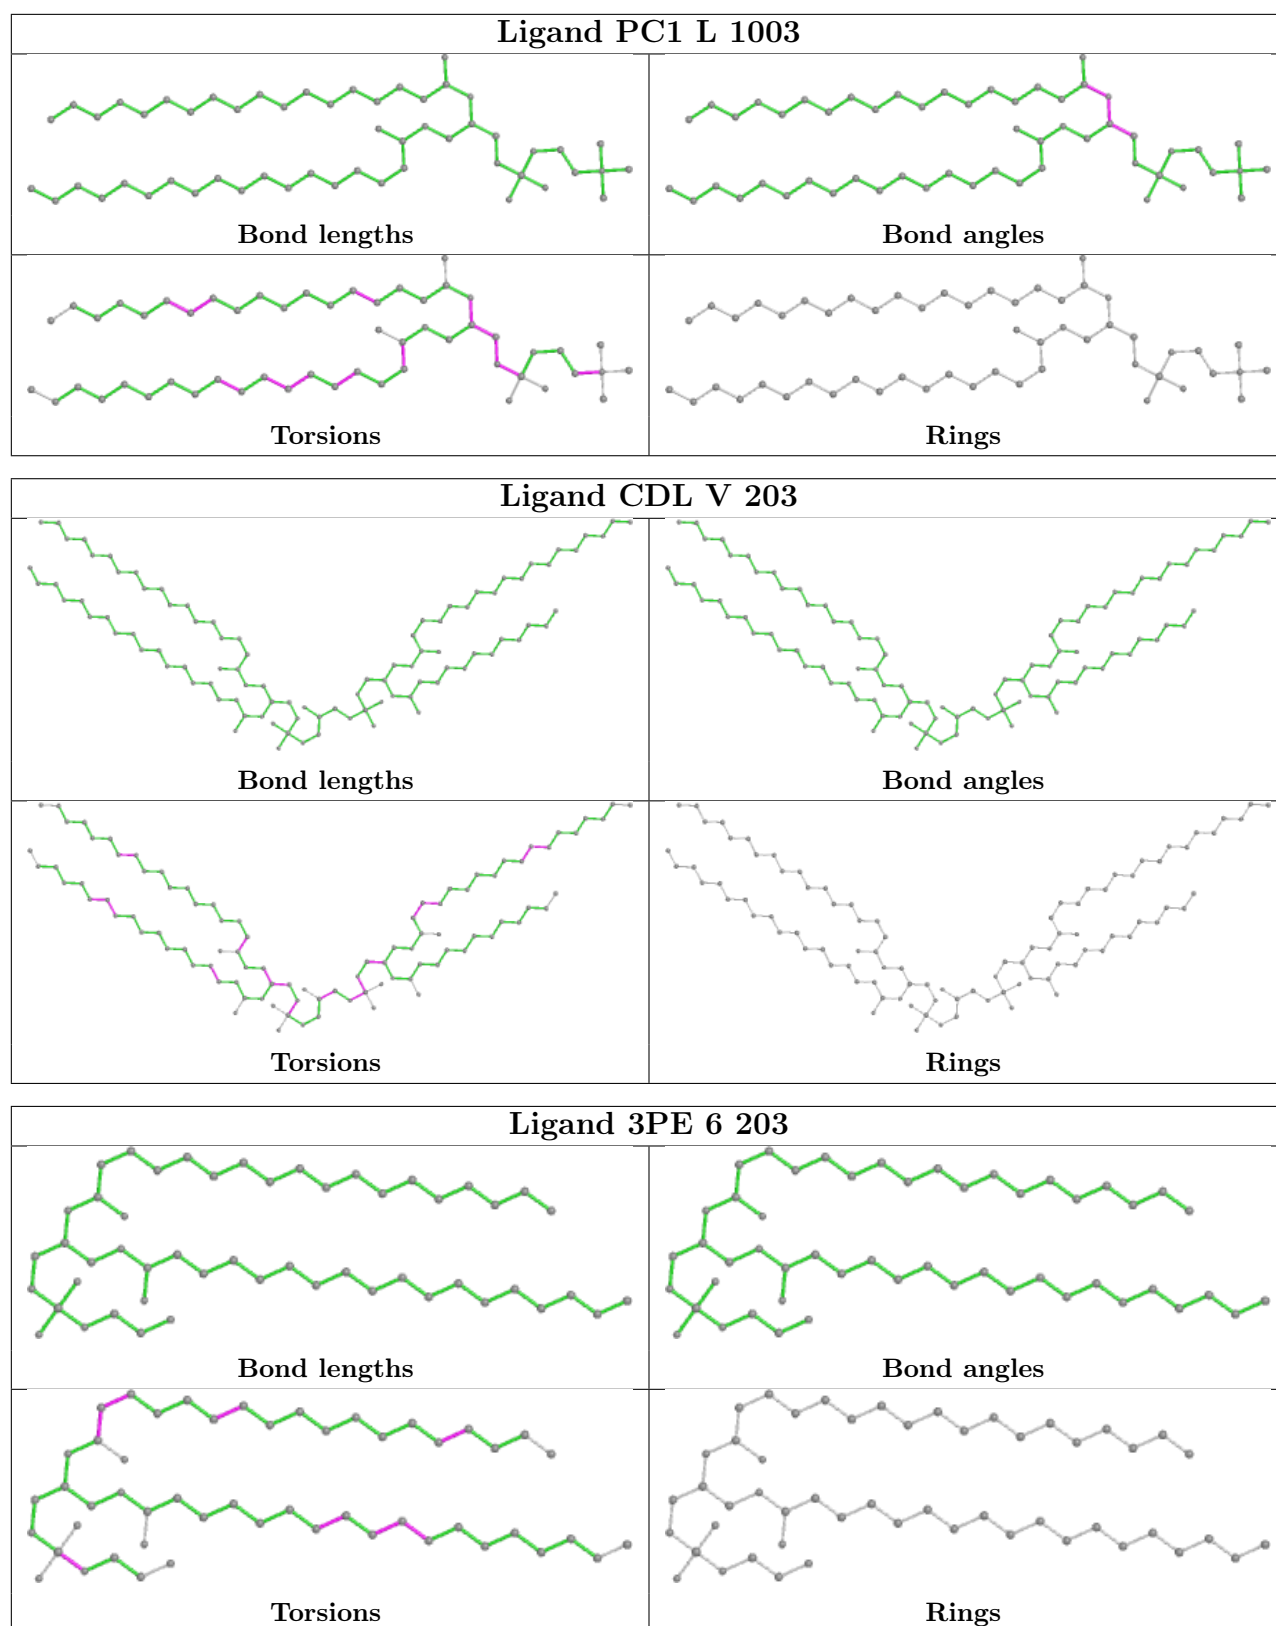 Ligand PC1 L 1003
Bond lengths
Bond angles
Torsions
Rings
Ligand CDL V 203
Bond lengths
Bond angles
Torsions
Rings
Ligand 3PE 6 203
Bond lengths
Bond angles
Torsions
Rings